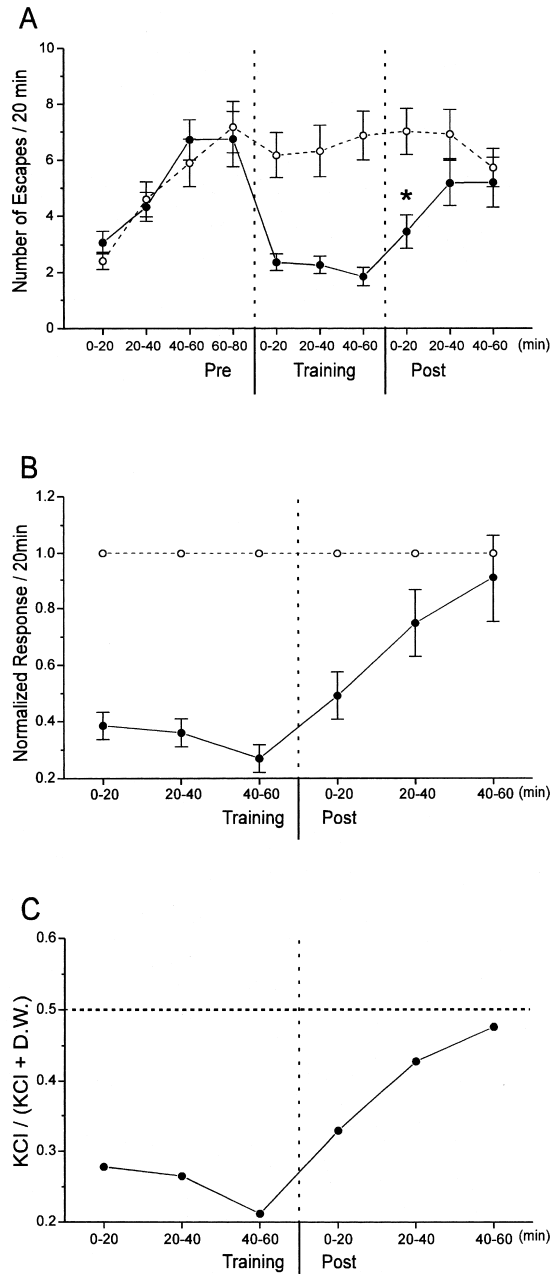 A
Number of Escapes / 20 min
10
8
6
4
2
0
*
0-20 20-40 40-60 60-80 0-20 20-40 40-60 0-20 20-40 40-60 (min)
Pre Training Post
B
Normalized Response / 20min
1.2
1.0
0.8
0.6
0.4
0.2
0-20 20-40 40-60 0-20 20-40 40-60 (min)
Training Post
C
KCl / (KCl + D.W.)
0.6
0.5
0.4
0.3
0.2
0-20 20-40 40-60 0-20 20-40 40-60 (min)
Training Post